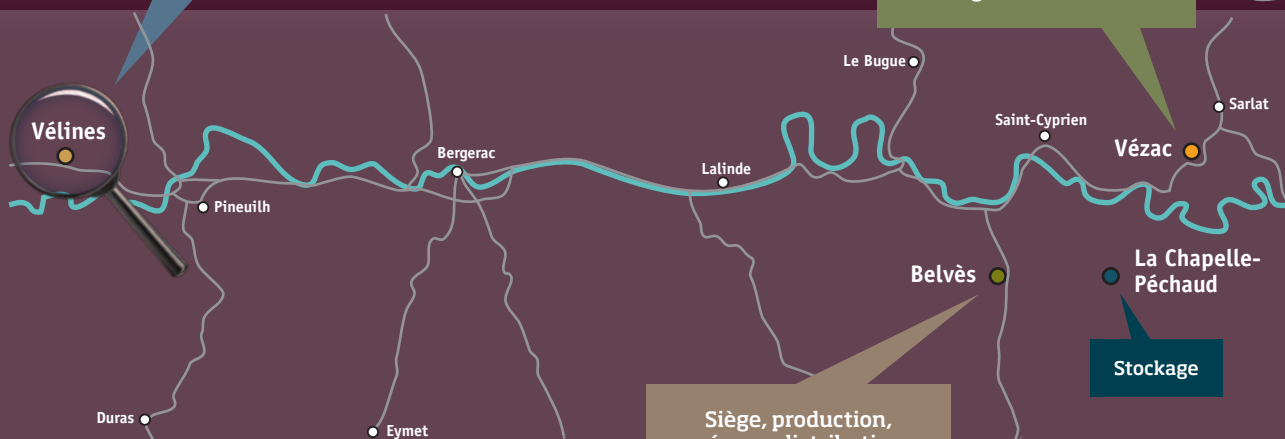 Le Bugue
Sarlat
Saint-Cyprien
Vélines
Vézac
Bergerac
Lalinde
Pineuilh
Belvès
La Chapelle-
Péchaud
Stockage
Siège, production,
Duras
Eymet